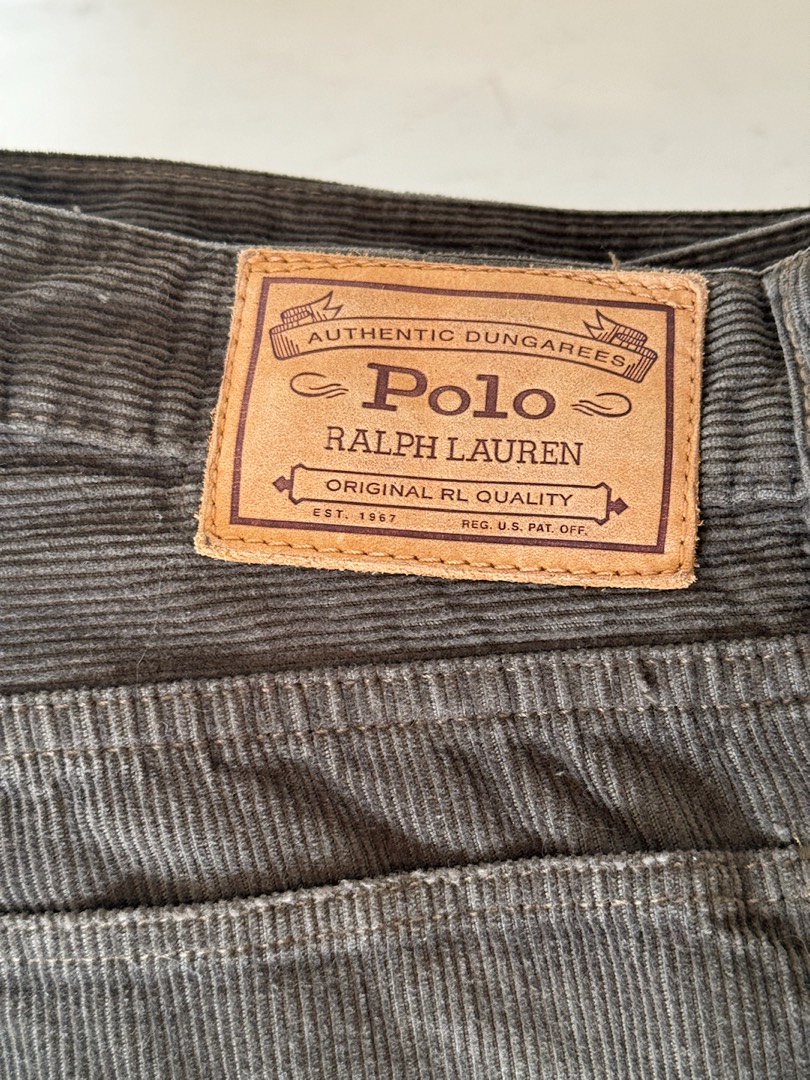 AUTHENTIC DUNGAREES
Polo
RALPH LAUREN
ORIGINAL RL QUALITY
EST. 1967 REG. U.S. PAT. OFF.